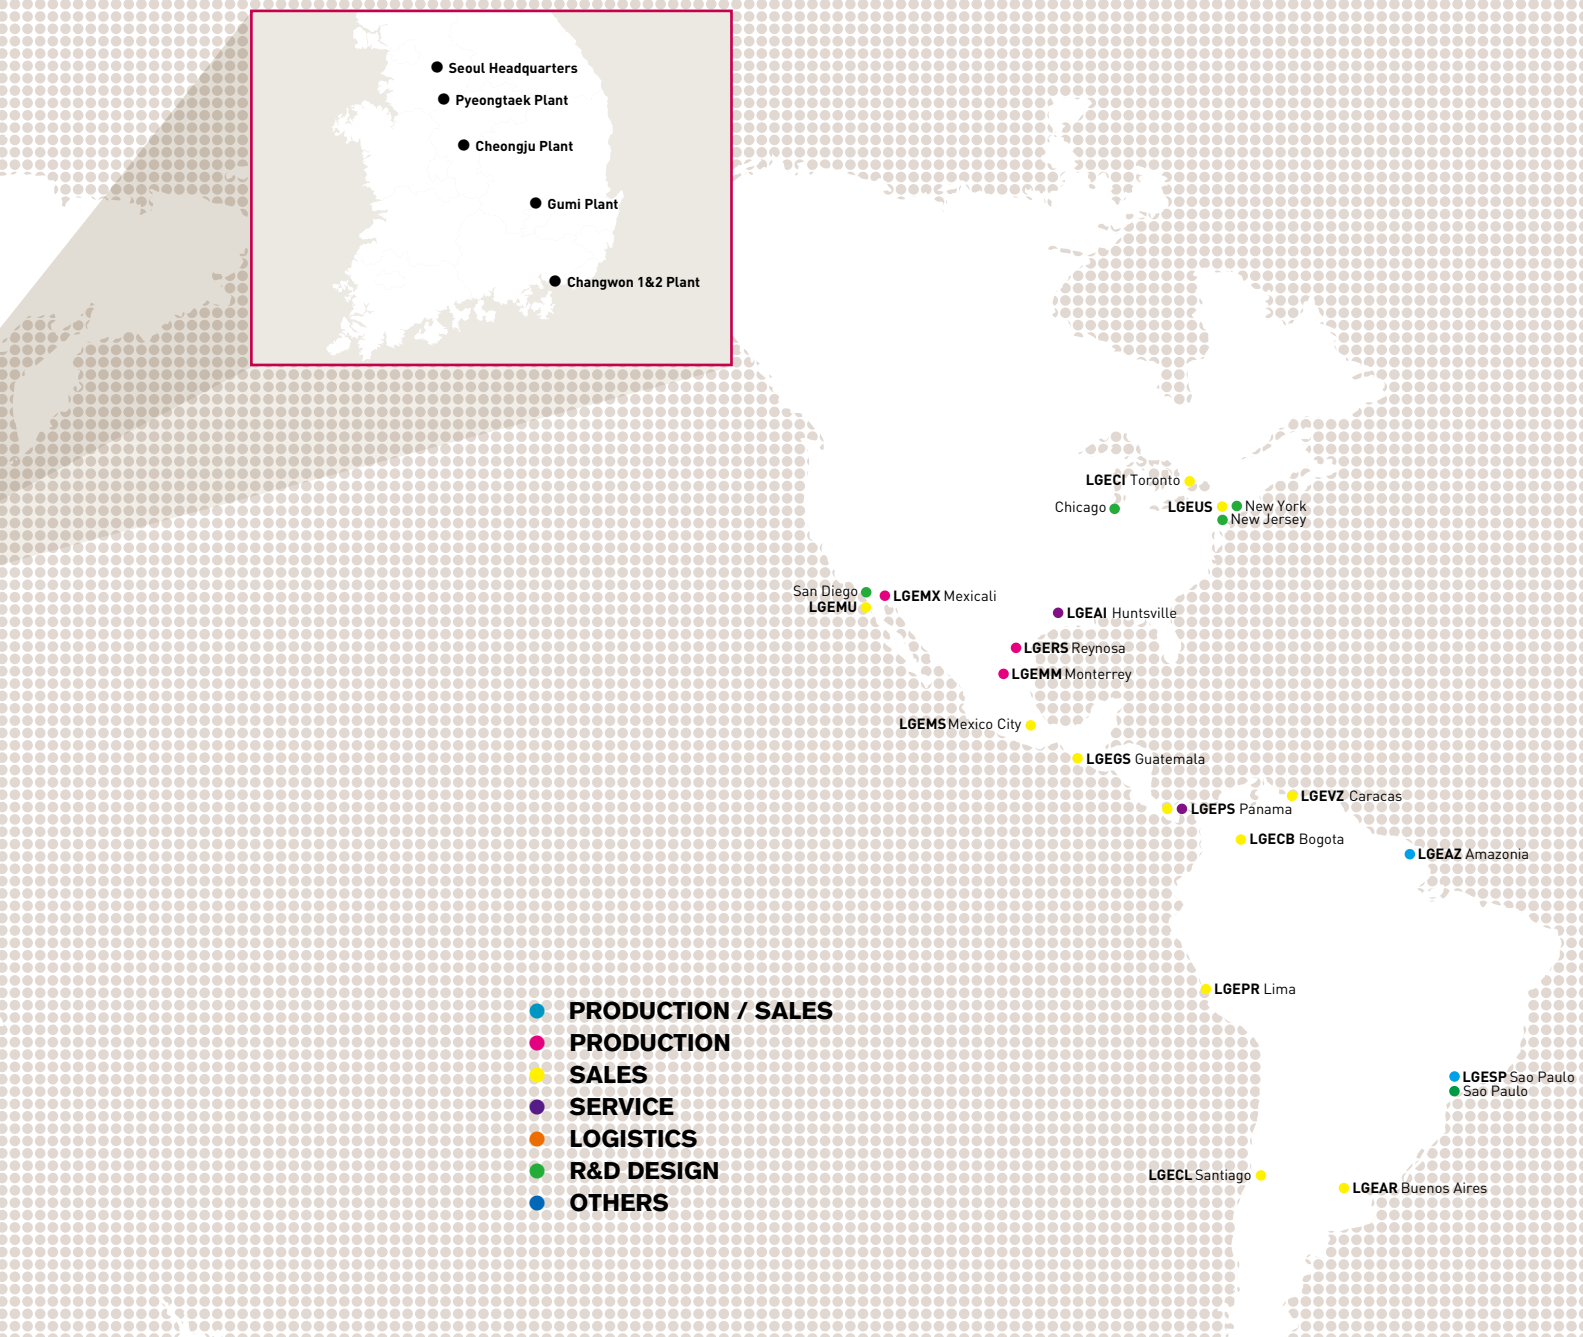 Seoul Headquarters
Pyeongtaek Plant
Cheongju Plant
Gumi Plant
Changwon 1&2 Plant
LGECI Toronto
Chicago
LGEUS
New York
New Jersey
San Diego
LGEMU
LGEMX Mexicali
LGEAI Huntsville
LGERS Reynosa
LGEMM Monterrey
LGEMS Mexico City
LGEGS Guatemala
LGEVZ Caracas
LGEPS Panama
LGECB Bogota
LGEAZ Amazonia
LGEPR Lima
PRODUCTION / SALES
PRODUCTION
SALES
SERVICE
LOGISTICS
R&D DESIGN
OTHERS
LGESP Sao Paulo
Sao Paulo
LGECL Santiago
LGEAR Buenos Aires